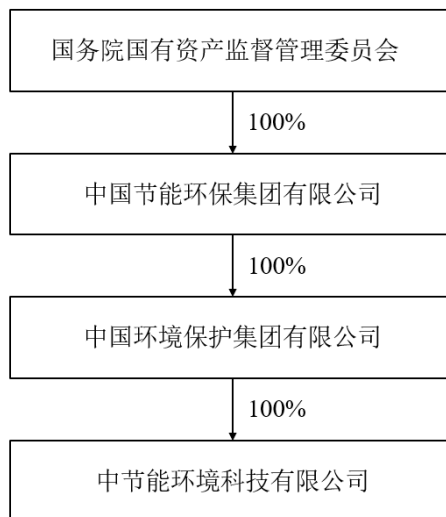 国务院国有资产监督管理委员会
100%
中国节能环保集团有限公司
100%
中国环境保护集团有限公司
100%
中节能环境科技有限公司